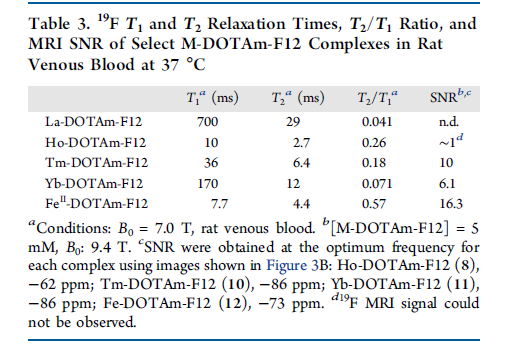 Table 3. ¹⁹F T₁ and T₂ Relaxation Times, T₂/T₁ Ratio, and
MRI SNR of Select M-DOTAm-F12 Complexes in Rat
Venous Blood at 37 °C
T₁ᵃ (ms) T₂ᵃ (ms) T₂/T₁ᵃ SNRᵇ,ᶜ
La-DOTAm-F12 700 29 0.041 n.d.
Ho-DOTAm-F12 10 2.7 0.26 ~1ᵈ
Tm-DOTAm-F12 36 6.4 0.18 10
Yb-DOTAm-F12 170 12 0.071 6.1
Feᴵᴵ-DOTAm-F12 7.7 4.4 0.57 16.3
ᵃConditions: B₀ = 7.0 T, rat venous blood. ᵇ[M-DOTAm-F12] = 5
mM, B₀: 9.4 T. ᶜSNR were obtained at the optimum frequency for
each complex using images shown in Figure 3B: Ho-DOTAm-F12 (8),
−62 ppm; Tm-DOTAm-F12 (10), −86 ppm; Yb-DOTAm-F12 (11),
−86 ppm; Fe-DOTAm-F12 (12), −73 ppm. ᵈ¹⁹F MRI signal could
not be observed.